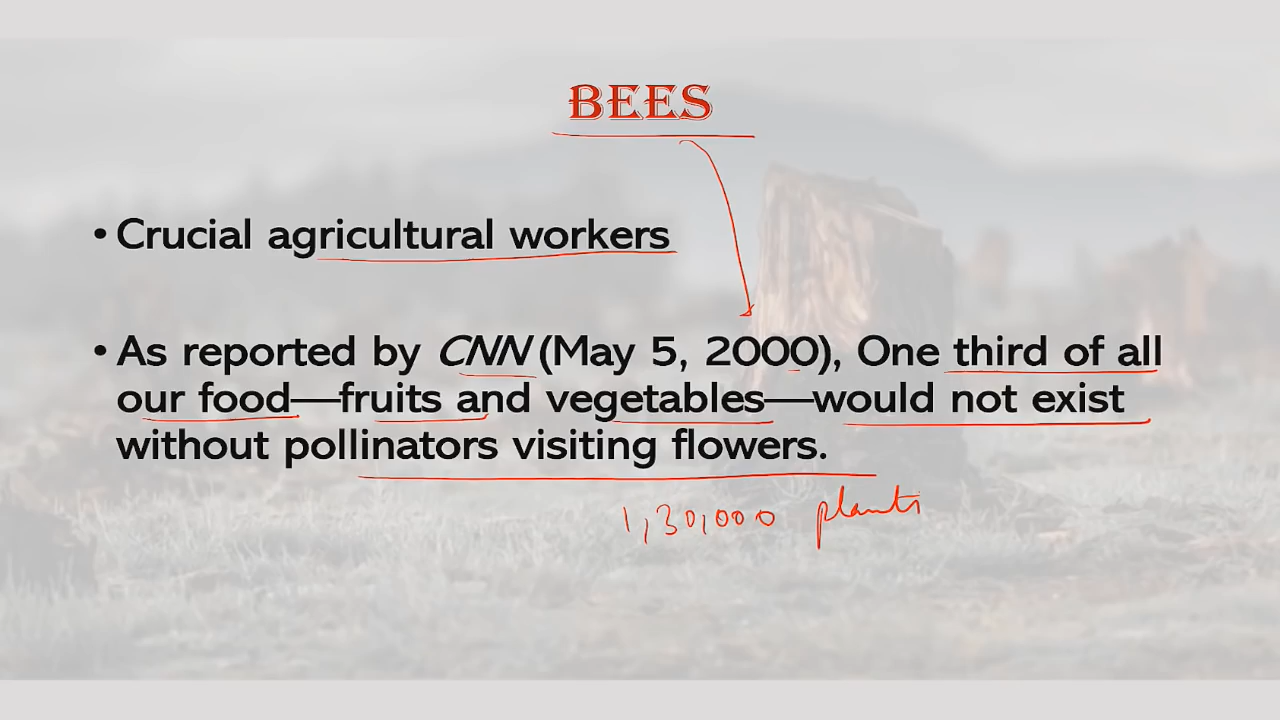 BEES
• Crucial agricultural workers
• As reported by CNN (May 5, 2000), One third of all
our food—fruits and vegetables—would not exist
without pollinators visiting flowers.
1,30,000 plants